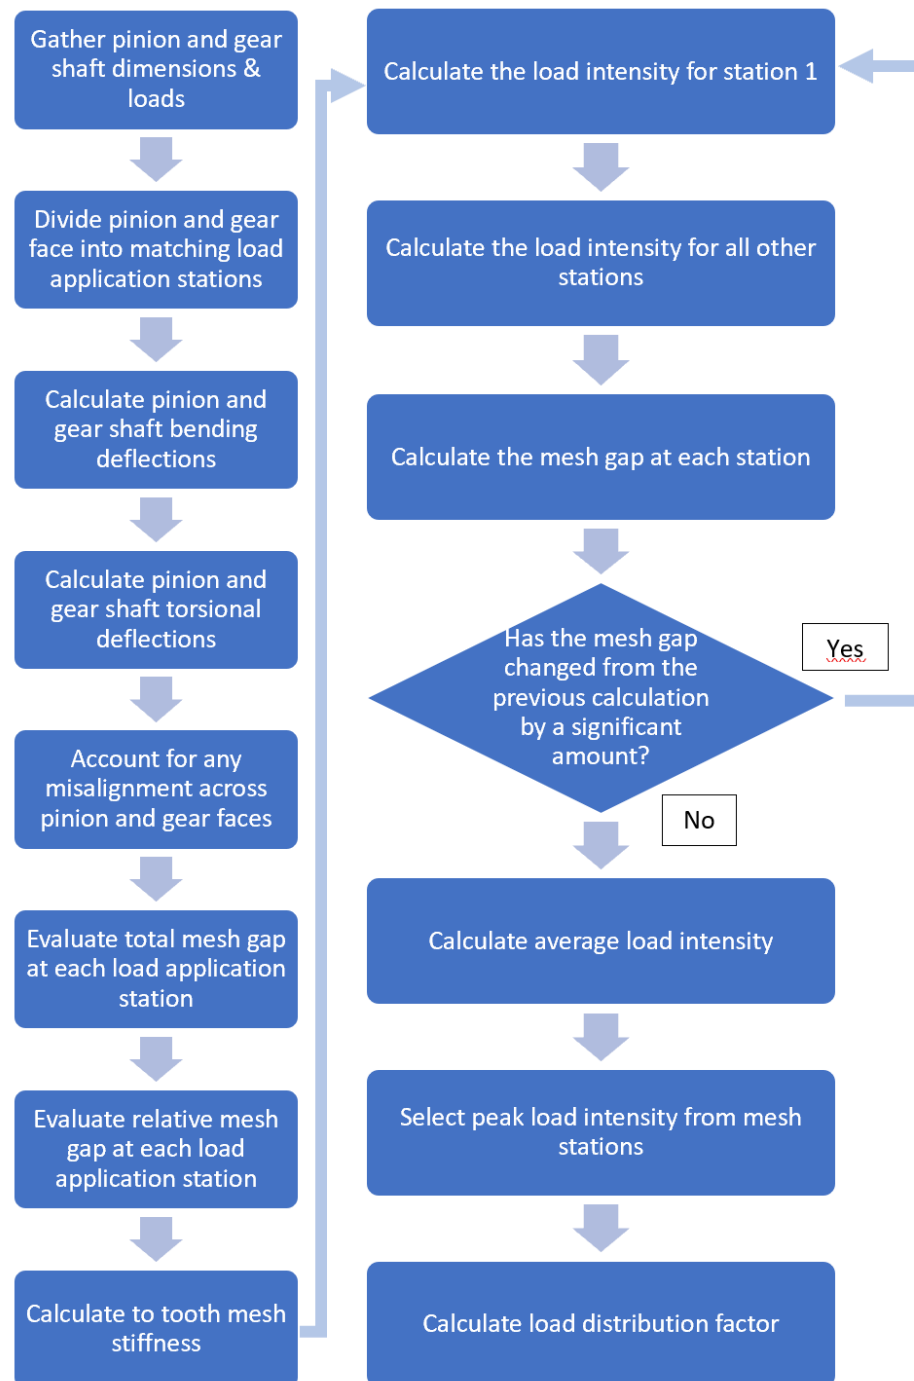 Gather pinion and gear
shaft dimensions &
loads
Divide pinion and gear
face into matching load
application stations
Calculate pinion and
gear shaft bending
deflections
Calculate pinion and
gear shaft torsional
deflections
Account for any
misalignment across
pinion and gear faces
Evaluate total mesh gap
at each load application
station
Evaluate relative mesh
gap at each load
application station
Calculate to tooth mesh
stiffness
Calculate the load intensity for station 1
Calculate the load intensity for all other
stations
Calculate the mesh gap at each station
Has the mesh gap
changed from the
previous calculation
by a significant
amount?
Yes
No
Calculate average load intensity
Select peak load intensity from mesh
stations
Calculate load distribution factor